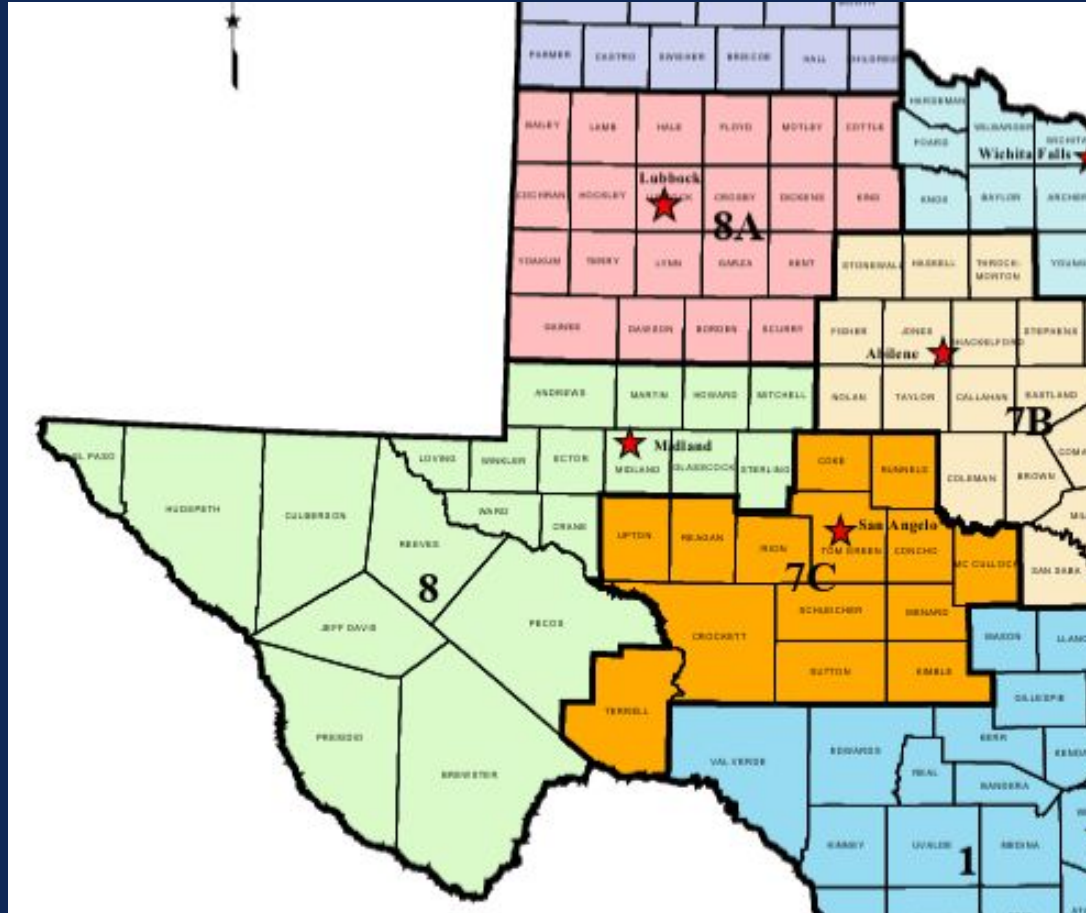 PARMER CASTRO SWISHER BRISCOE HALL
BAILEY LAMB HALE FLOYD MOTLEY COTTLE
HARDEMAN
FOARD WILBARGER WICHITA
Wichita Falls
Lubbock
COCHRAN HOCKLEY CROSBY DICKENS KING
8A
KNOX BAYLOR ARCHER
YOAKUM TERRY LYNN GARZA KENT
STONEWALL HASKELL THROCK-
MORTON
YOUNG
GAINES DAWSON BORDEN SCURRY
FISHER JONES SHACKELFORD STEPHENS
Abilene
ANDREWS MARTIN HOWARD MITCHELL
NOLAN TAYLOR CALLAHAN EASTLAND
7B
EL PASO LOVING WINKLER ECTOR MIDLAND GLASSCOCK STERLING
Midland
COKE RUNNELS
COLEMAN BROWN
HUDSPETH CULBERSON REEVES WARD CRANE
UPTON REAGAN IRION TOM GREEN CONCHO MC CULLOCH SAN SABA
San Angelo
7C
8
JEFF DAVIS PECOS
CROCKETT SCHLEICHER MENARD
MASON LLANO
SUTTON KIMBLE
GILLESPIE
TERRELL
PRESIDIO BREWSTER
VAL VERDE EDWARDS KERR
REAL BANDERA
KINNEY UVALDE MEDINA
1